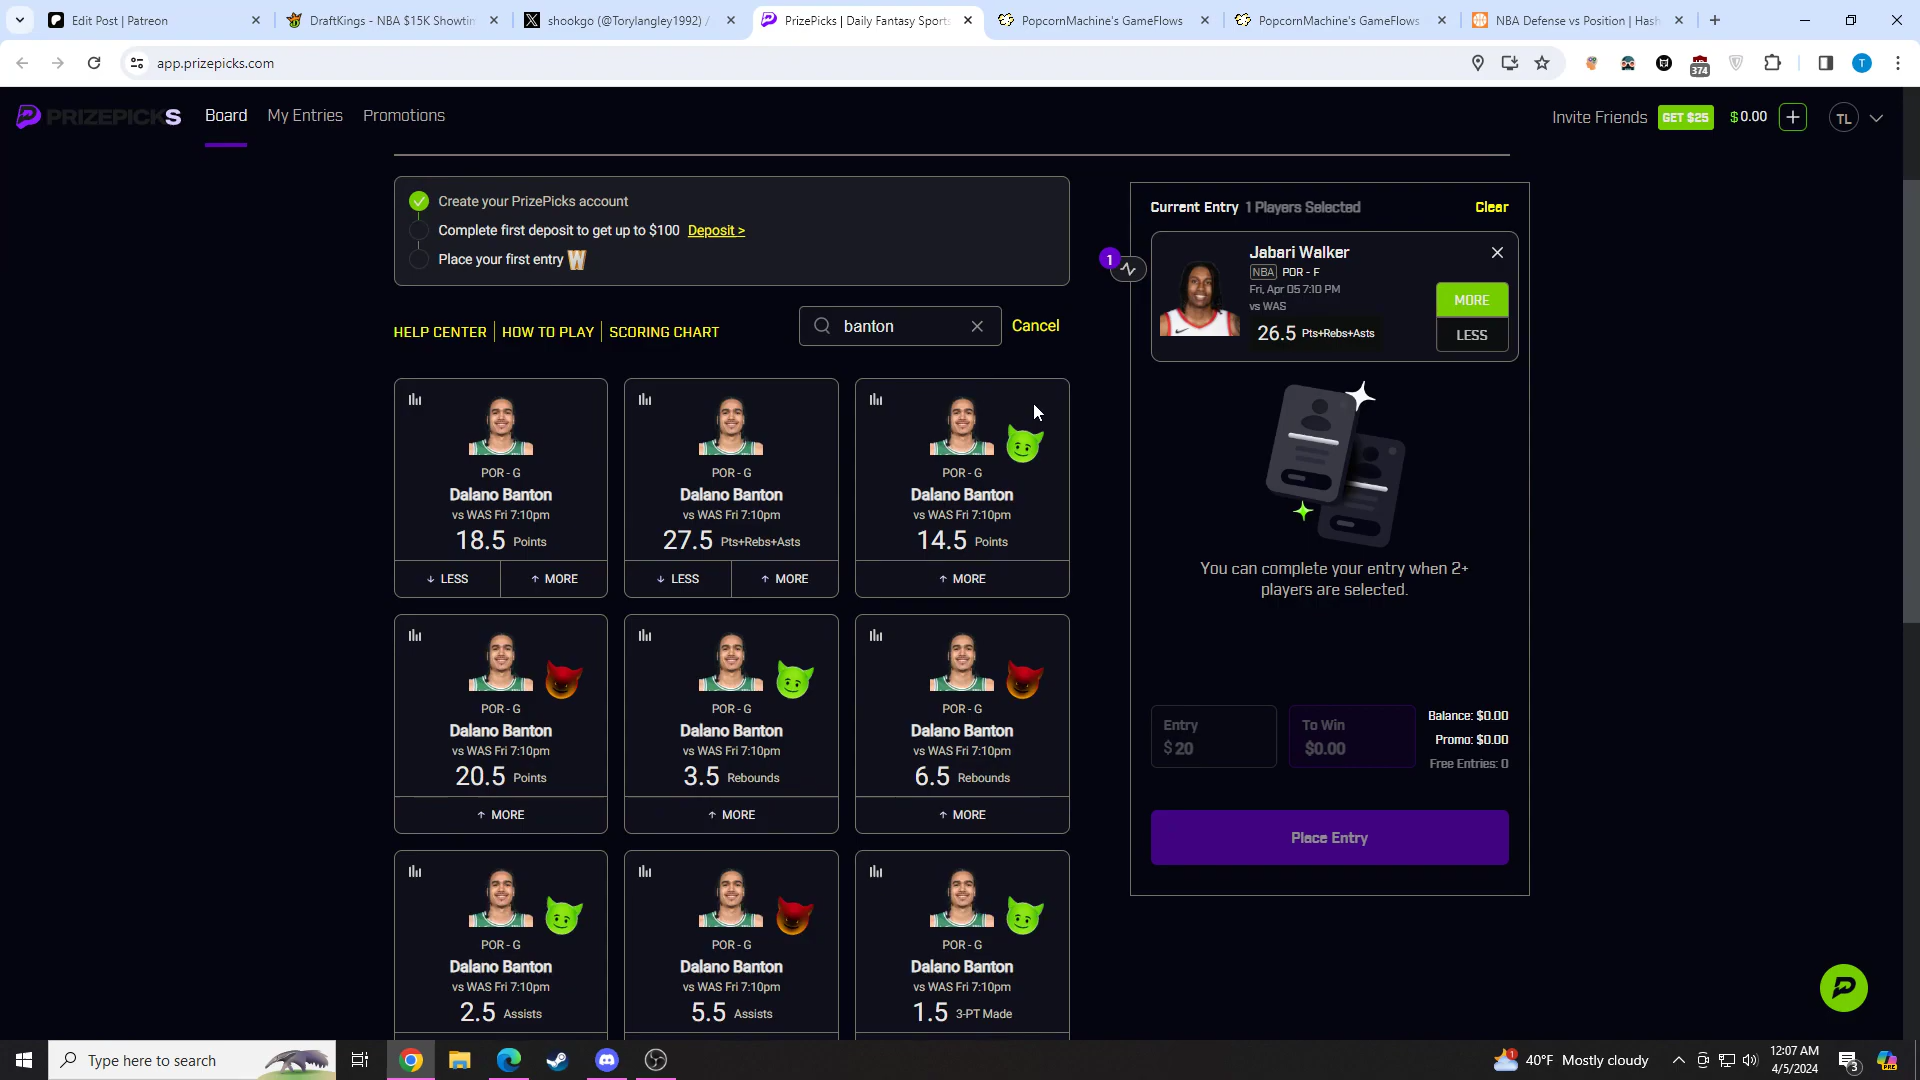 Edit Post | Patreon
DraftKings - NBA $15K Showtin
shookgo (@Torylangley1992) /
PrizePicks | Daily Fantasy Sports
PopcornMachine's GameFlows
PopcornMachine's GameFlows
NBA Defense vs Position | Hash
app.prizepicks.com
374
T
PRIZEPICKS
Board
My Entries
Promotions
Invite Friends
GET $25
$0.00
TL
Create your PrizePicks account
Complete first deposit to get up to $100 Deposit >
Place your first entry
HELP CENTER
HOW TO PLAY
SCORING CHART
banton
Cancel
POR - G
Dalano Banton
vs WAS Fri 7:10pm
18.5 Points
LESS
MORE
POR - G
Dalano Banton
vs WAS Fri 7:10pm
27.5 Pts+Rebs+Asts
LESS
MORE
POR - G
Dalano Banton
vs WAS Fri 7:10pm
14.5 Points
MORE
POR - G
Dalano Banton
vs WAS Fri 7:10pm
20.5 Points
MORE
POR - G
Dalano Banton
vs WAS Fri 7:10pm
3.5 Rebounds
MORE
POR - G
Dalano Banton
vs WAS Fri 7:10pm
6.5 Rebounds
MORE
POR - G
Dalano Banton
vs WAS Fri 7:10pm
2.5 Assists
POR - G
Dalano Banton
vs WAS Fri 7:10pm
5.5 Assists
POR - G
Dalano Banton
vs WAS Fri 7:10pm
1.5 3-PT Made
Current Entry 1 Players Selected
Clear
1
Jabari Walker
NBA POR - F
Fri, Apr 05 7:10 PM
vs WAS
26.5 Pts+Rebs+Asts
MORE
LESS
You can complete your entry when 2+
players are selected.
Entry
$ 20
To Win
$0.00
Balance: $0.00
Promo: $0.00
Free Entries: 0
Place Entry
Type here to search
40°F Mostly cloudy
12:07 AM
4/5/2024
3